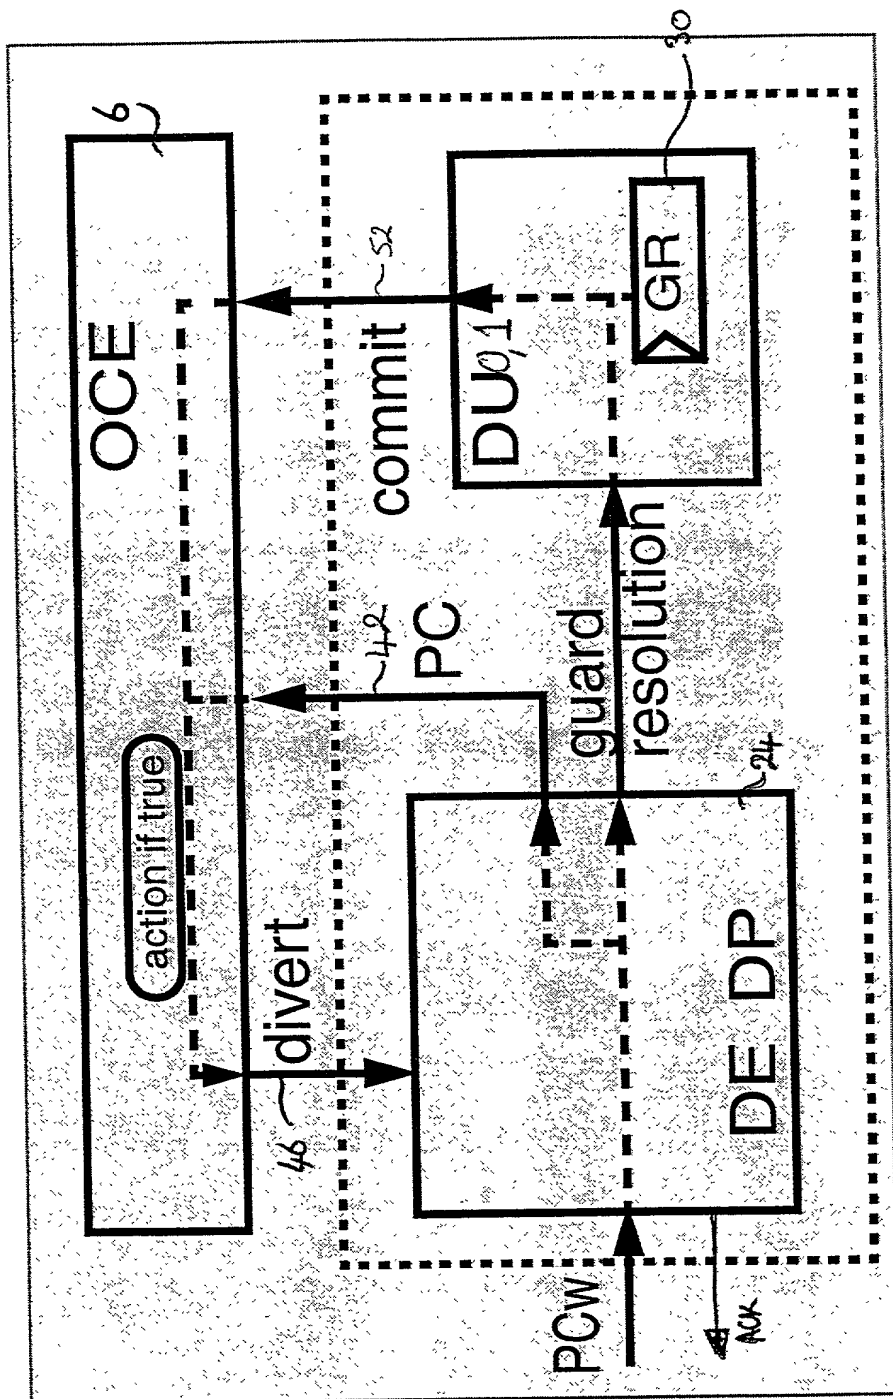 6
OCE
action if true
46
divert
42
PC
52
commit
DU0,1
GR
30
guard
resolution
24
DE DP
PCw
ACK